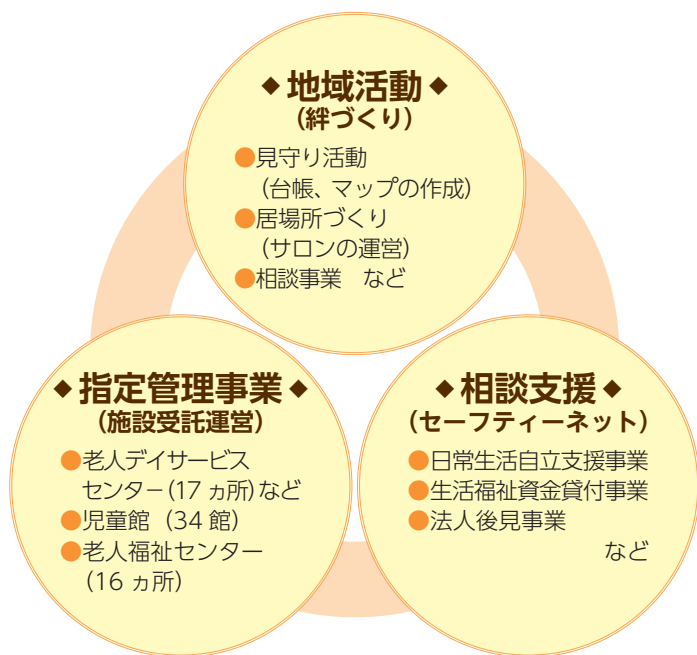 ◆地域活動◆
(絆づくり)
●見守り活動
(台帳、マップの作成)
●居場所づくり
(サロンの運営)
●相談事業　など
◆指定管理事業◆
(施設受託運営)
●老人デイサービス
センター(17 ヵ所)など
●児童館 (34 館)
●老人福祉センター
(16 ヵ所)
◆相談支援◆
(セーフティーネット)
●日常生活自立支援事業
●生活福祉資金貸付事業
●法人後見事業
など